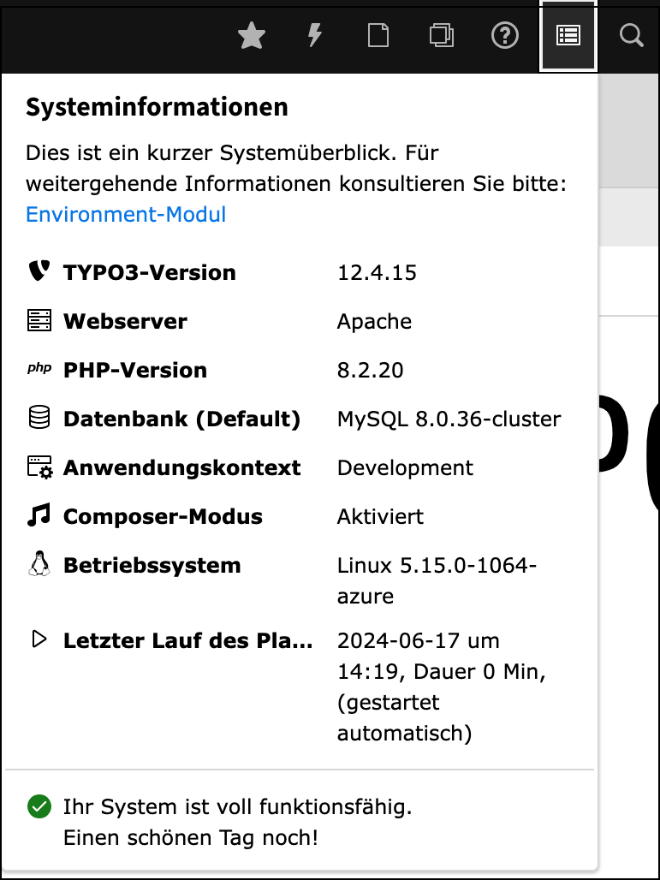 Systeminformationen
Dies ist ein kurzer Systemüberblick. Für
weitergehende Informationen konsultieren Sie bitte:
Environment-Modul
TYPO3-Version 12.4.15
Webserver Apache
php PHP-Version 8.2.20
Datenbank (Default) MySQL 8.0.36-cluster
Anwendungskontext Development
Composer-Modus Aktiviert
Betriebssystem Linux 5.15.0-1064-
azure
Letzter Lauf des Pla... 2024-06-17 um
14:19, Dauer 0 Min,
(gestartet
automatisch)
Ihr System ist voll funktionsfähig.
Einen schönen Tag noch!